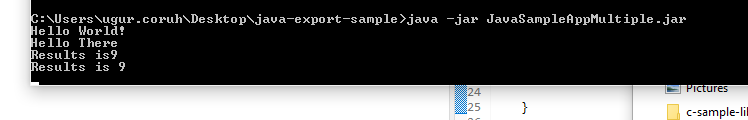 C:\Users\ugur.coruh\Desktop\java-export-sample>java -jar JavaSampleAppMultiple.jar
Hello World!
Hello There
Results is9
Results is 9
24
25
}
Pictures
c-sample-li